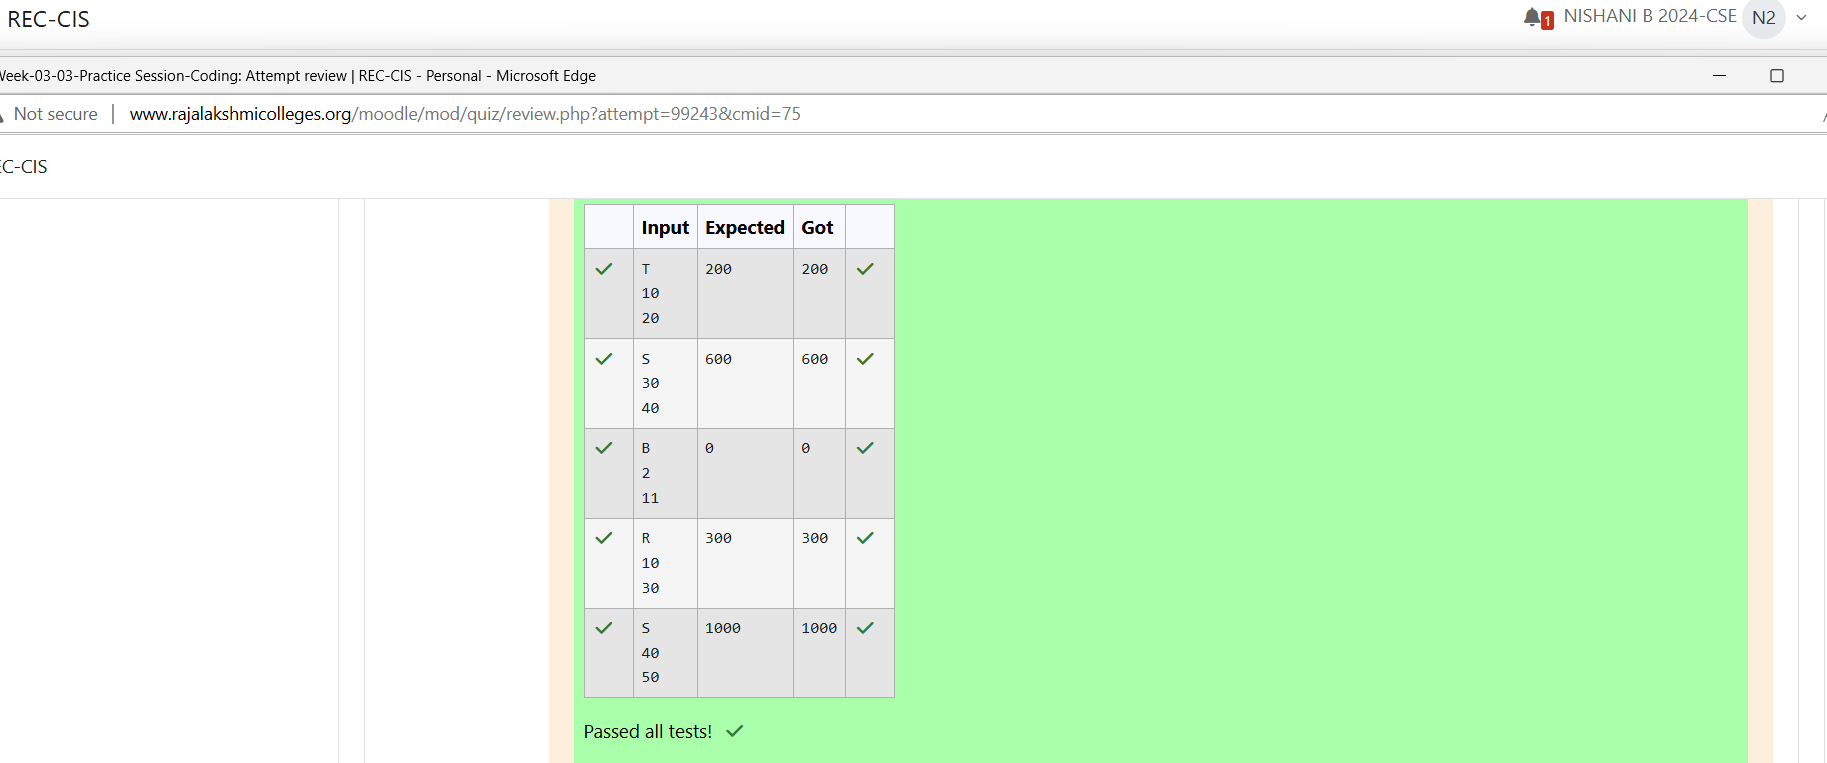 REC-CIS
1 NISHANI B 2024-CSE N2
Week-03-03-Practice Session-Coding: Attempt review | REC-CIS - Personal - Microsoft Edge
Not secure | www.rajalakshmicolleges.org/moodle/mod/quiz/review.php?attempt=99243&cmid=75
EC-CIS
Input Expected Got
T 200 200
10
20
S 600 600
30
40
B 0 0
2
11
R 300 300
10
30
S 1000 1000
40
50
Passed all tests!